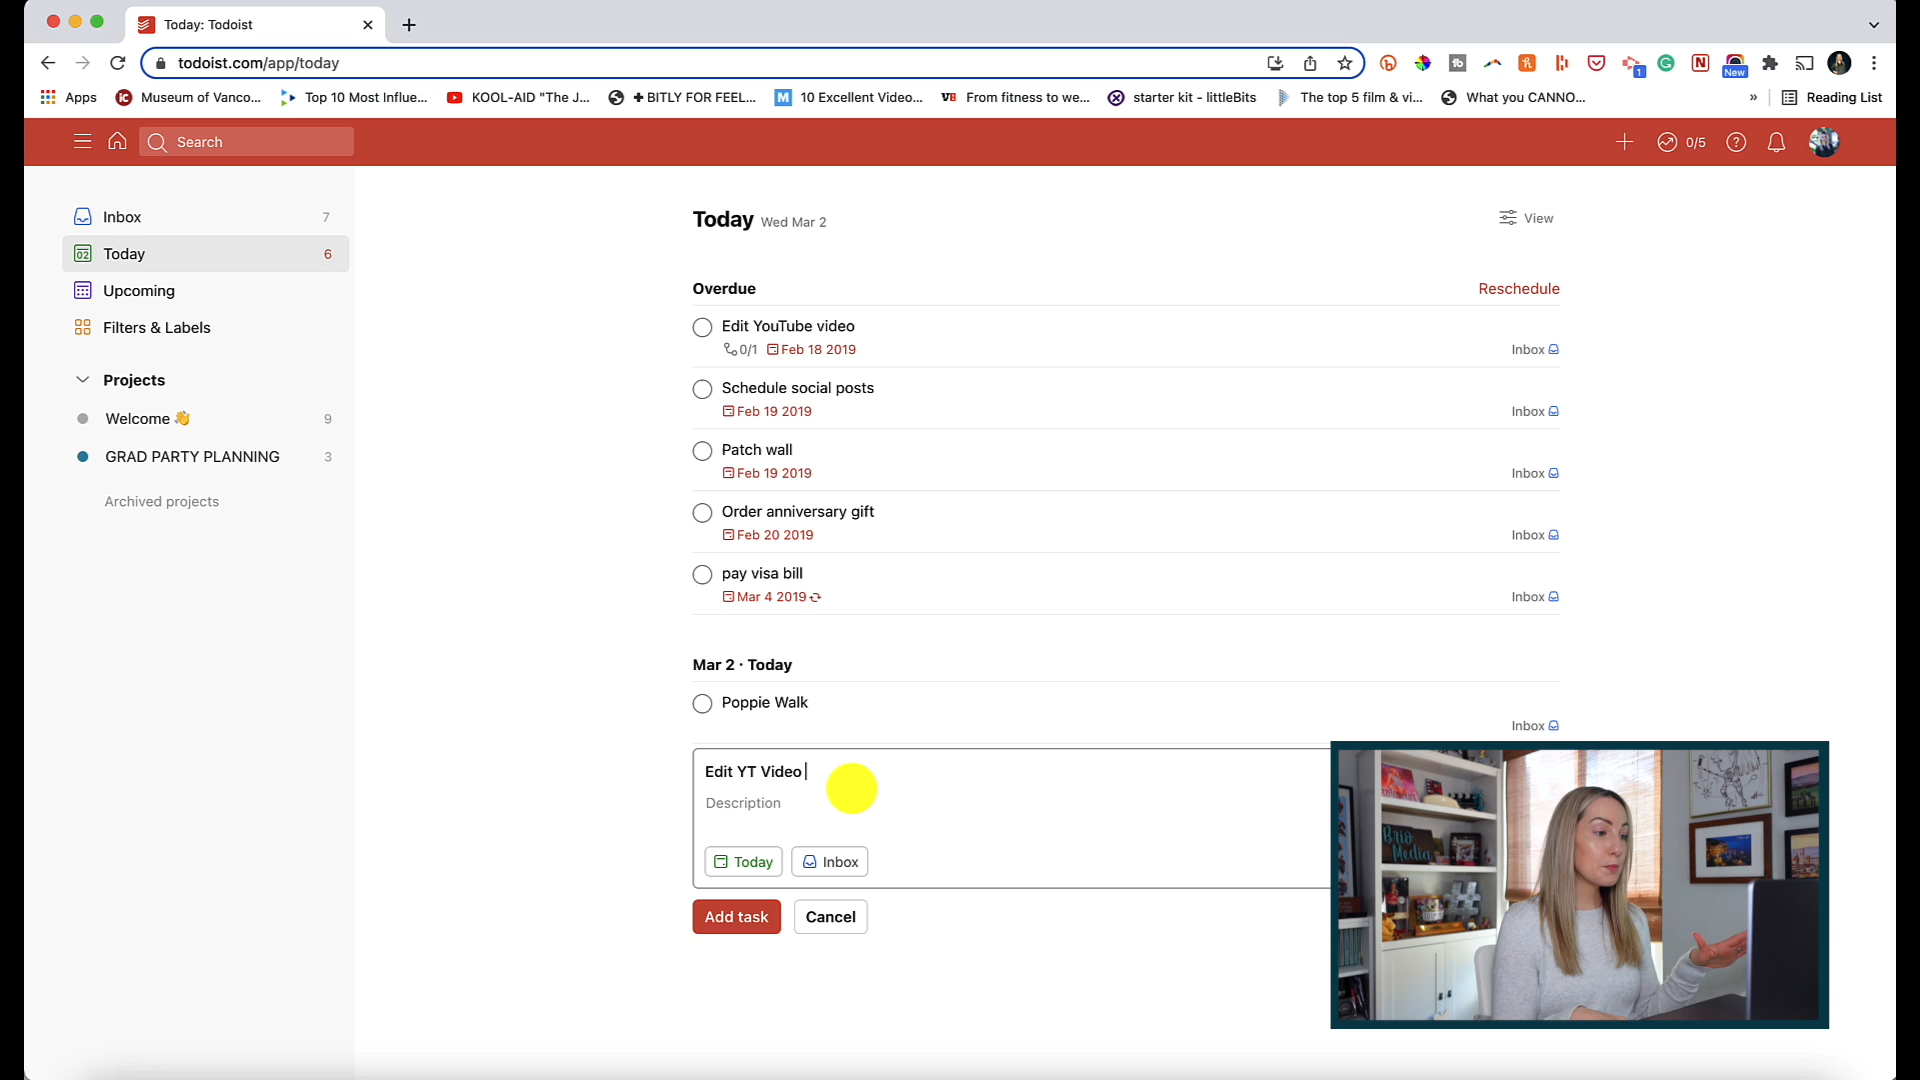 Today: Todoist
todoist.com/app/today
New
1
Apps
Museum of Vanco...
Top 10 Most Influe...
KOOL-AID "The J...
+ BITLY FOR FEEL...
10 Excellent Video...
From fitness to we...
starter kit - littleBits
The top 5 film & vi...
What you CANNO...
»
Reading List
Search
0/5
Inbox 7
02 Today 6
Upcoming
Filters & Labels
Projects
Welcome 👋 9
GRAD PARTY PLANNING 3
Archived projects
Today Wed Mar 2
View
Overdue
Reschedule
Edit YouTube video
0/1 Feb 18 2019
Inbox
Schedule social posts
Feb 19 2019
Inbox
Patch wall
Feb 19 2019
Inbox
Order anniversary gift
Feb 20 2019
Inbox
pay visa bill
Mar 4 2019
Inbox
Mar 2 · Today
Poppie Walk
Inbox
Edit YT Video
Description
Today
Inbox
Add task
Cancel
Brio
Media